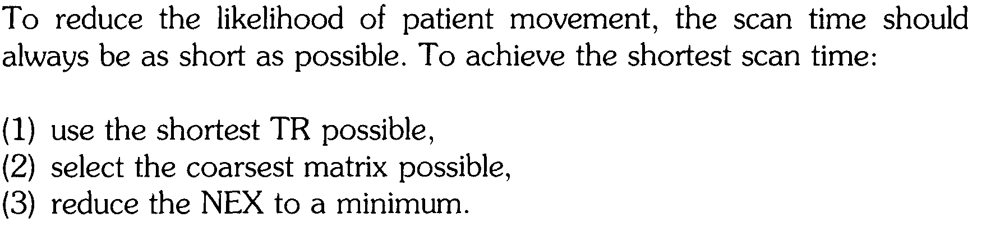 To reduce the likelihood of patient movement, the scan time should
always be as short as possible. To achieve the shortest scan time:
(1) use the shortest TR possible,
(2) select the coarsest matrix possible,
(3) reduce the NEX to a minimum.